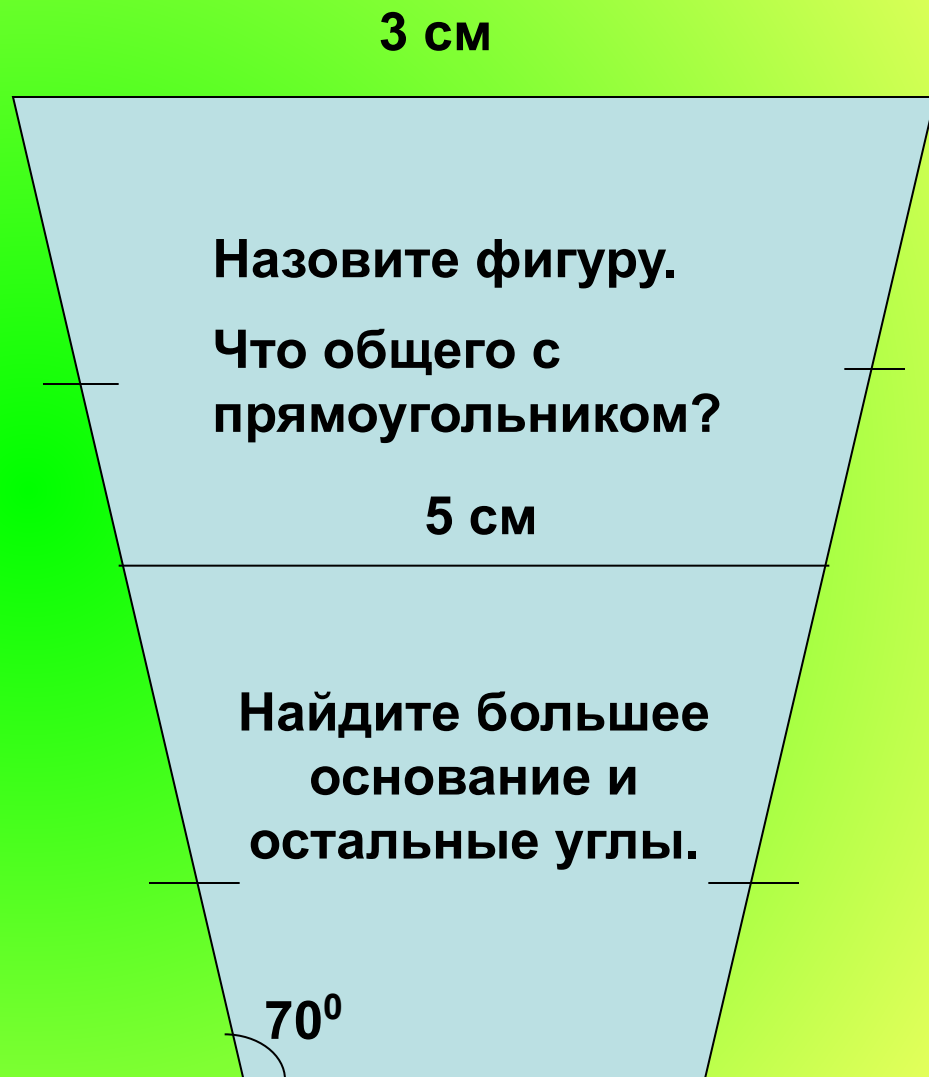 3 см
Назовите фигуру.
Что общего с
прямоугольником?
5 см
Найдите большее
основание и
остальные углы.
70⁰